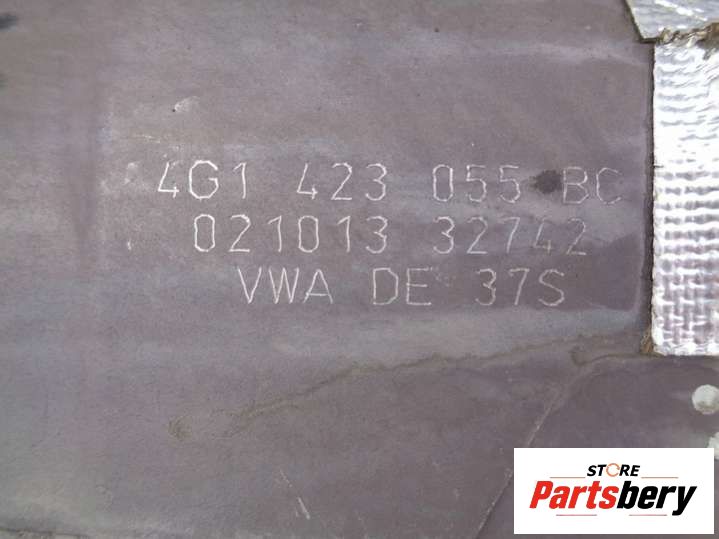 4G1 423 055 BC
021013 32742
VWA DE 37S
STORE
Partsbery